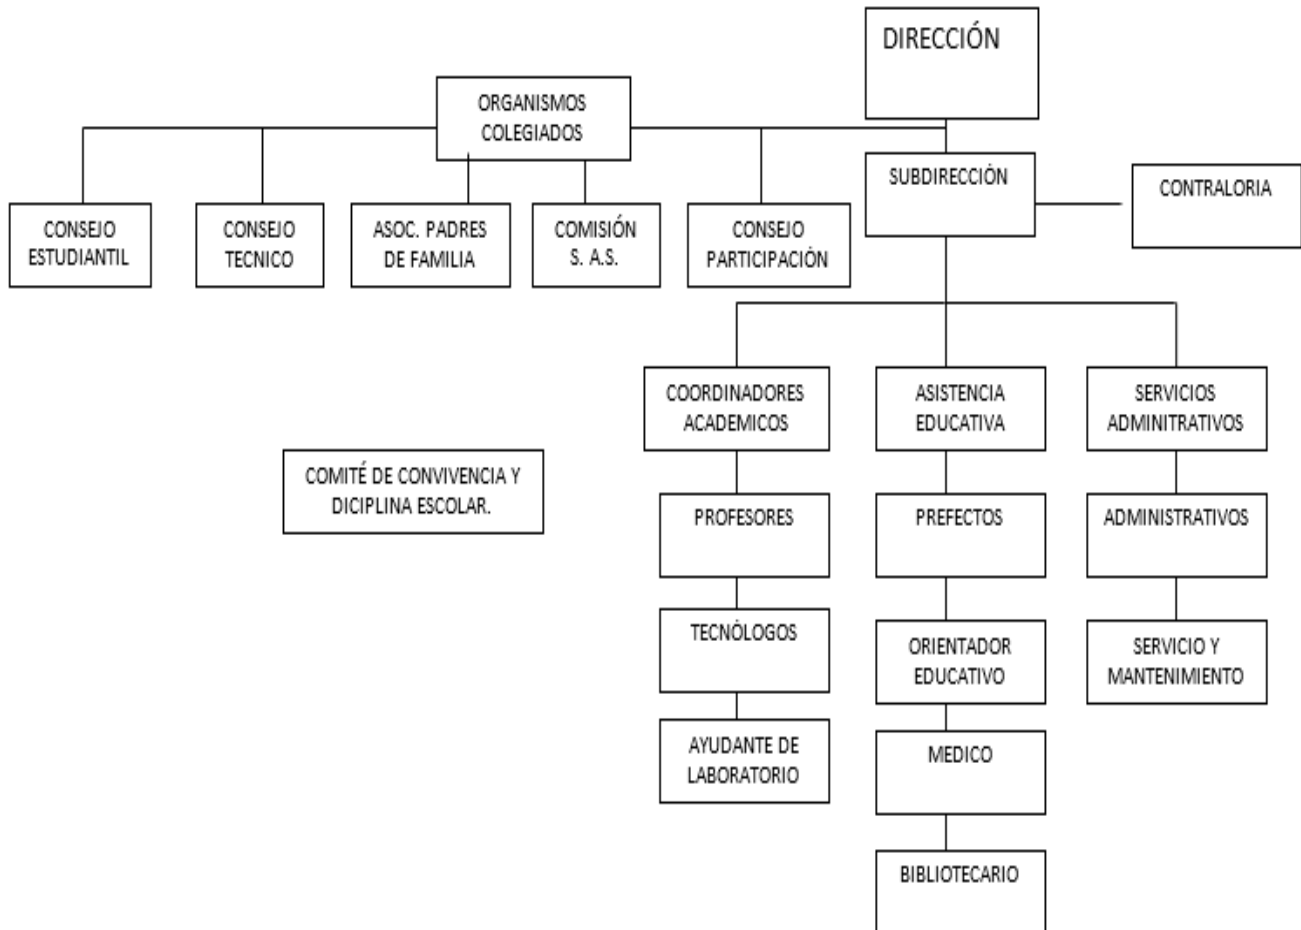 DIRECCIÓN
ORGANISMOS
COLEGIADOS
SUBDIRECCIÓN
CONTRALORIA
CONSEJO
ESTUDIANTIL
CONSEJO
TECNICO
ASOC. PADRES
DE FAMILIA
COMISIÓN
S. A.S.
CONSEJO
PARTICIPACIÓN
COORDINADORES
ACADEMICOS
ASISTENCIA
EDUCATIVA
SERVICIOS
ADMINITRATIVOS
COMITÉ DE CONVIVENCIA Y
DICIPLINA ESCOLAR.
PROFESORES
PREFECTOS
ADMINISTRATIVOS
TECNÓLOGOS
ORIENTADOR
EDUCATIVO
SERVICIO Y
MANTENIMIENTO
AYUDANTE DE
LABORATORIO
MEDICO
BIBLIOTECARIO